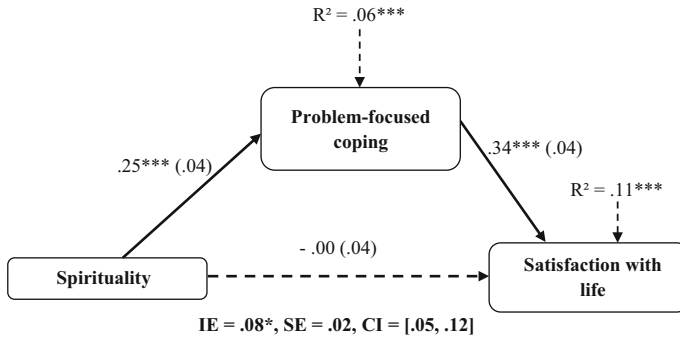 R² = .06***
Problem-focused
coping
.25*** (.04)
.34*** (.04)
R² = .11***
- .00 (.04)
Spirituality
Satisfaction with
life
IE = .08*, SE = .02, CI = [.05, .12]